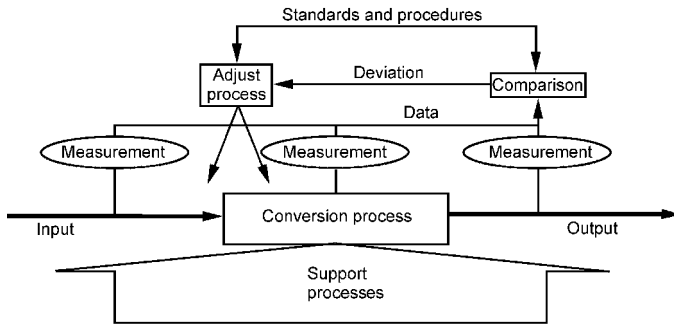 Standards and procedures
Adjust
process
Deviation
Comparison
Data
Measurement
Measurement
Measurement
Conversion process
Input
Output
Support
processes